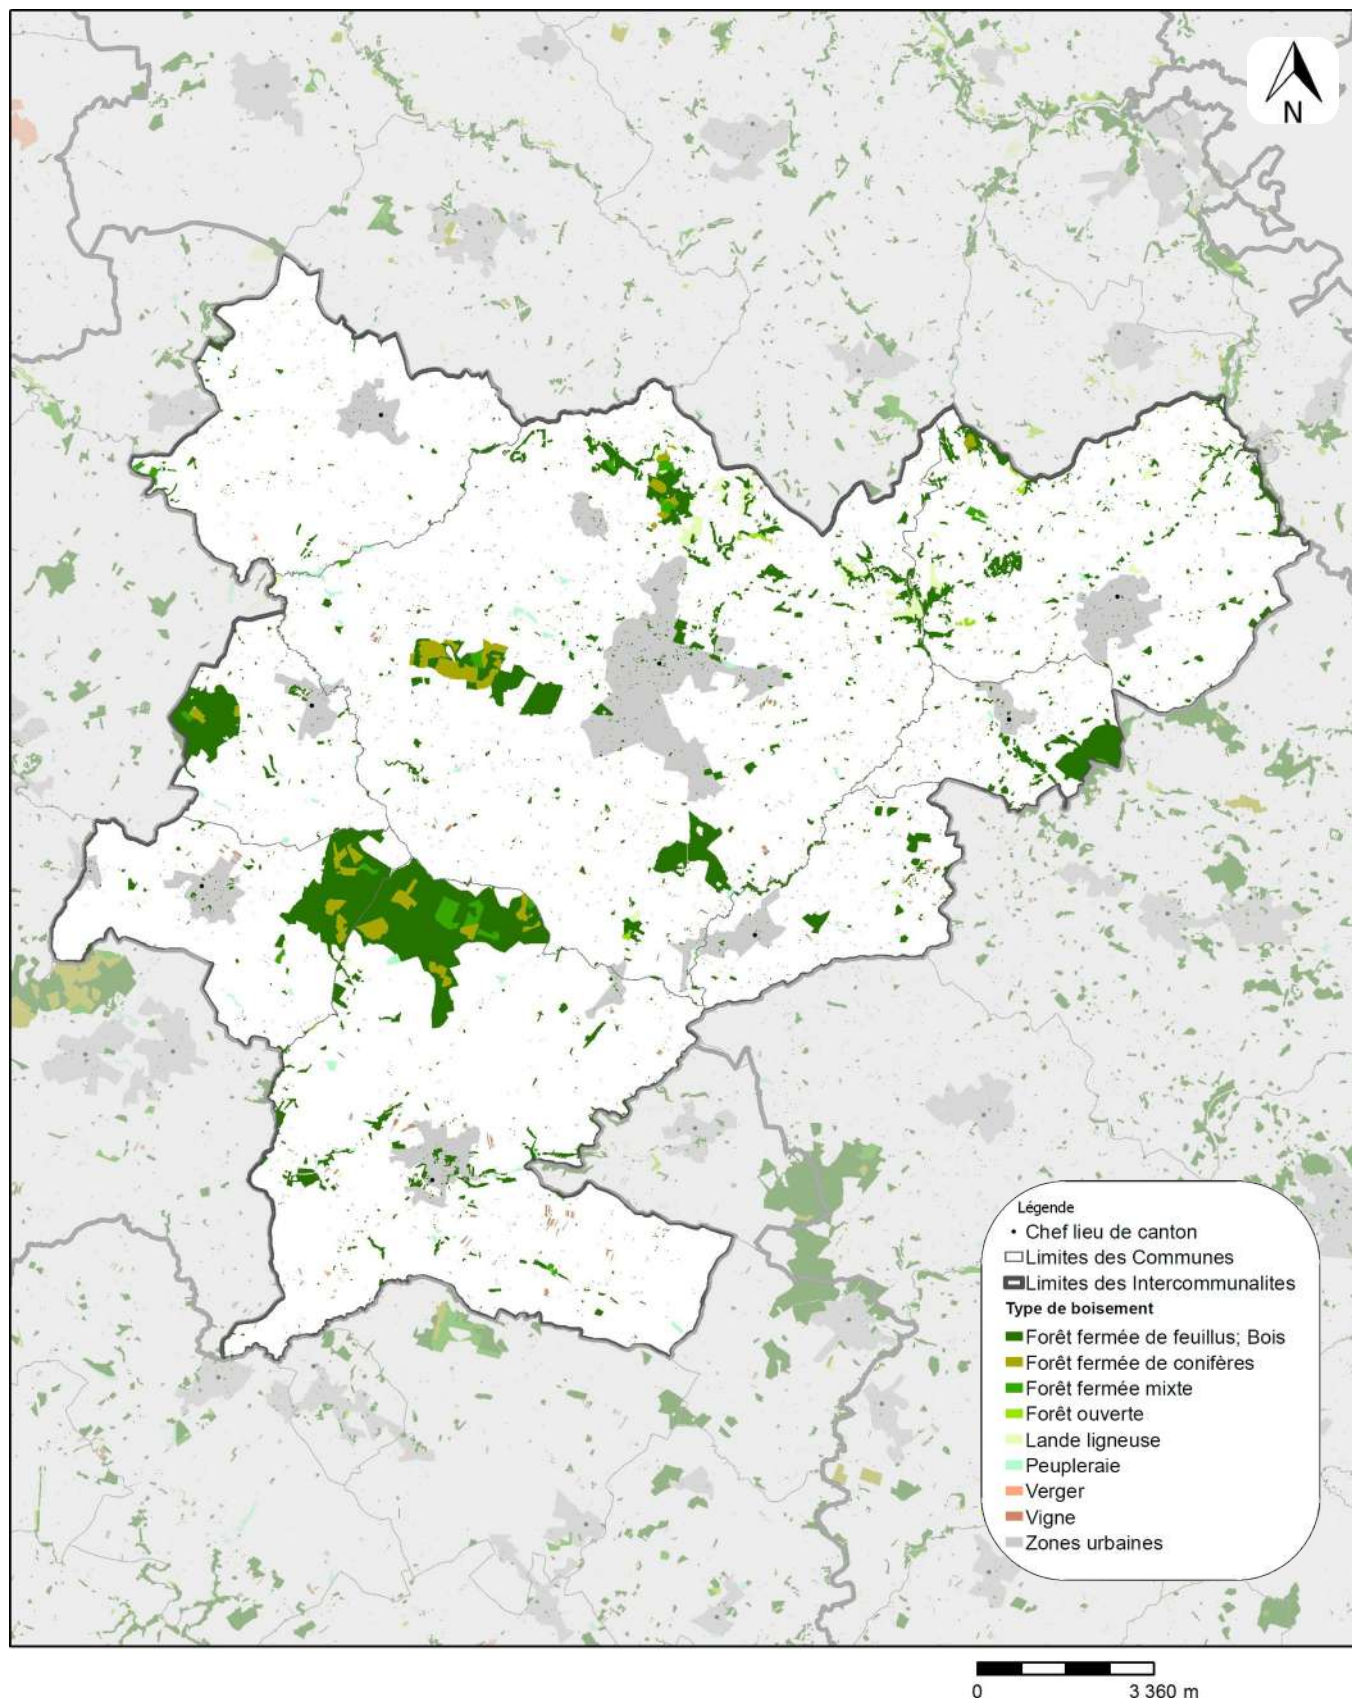 N
Légende
Chef lieu de canton
Limites des Communes
Limites des Intercommunalites
Type de boisement
Forêt fermée de feuillus; Bois
Forêt fermée de conifères
Forêt fermée mixte
Forêt ouverte
Lande ligneuse
Peupleraie
Verger
Vigne
Zones urbaines
0 3 360 m